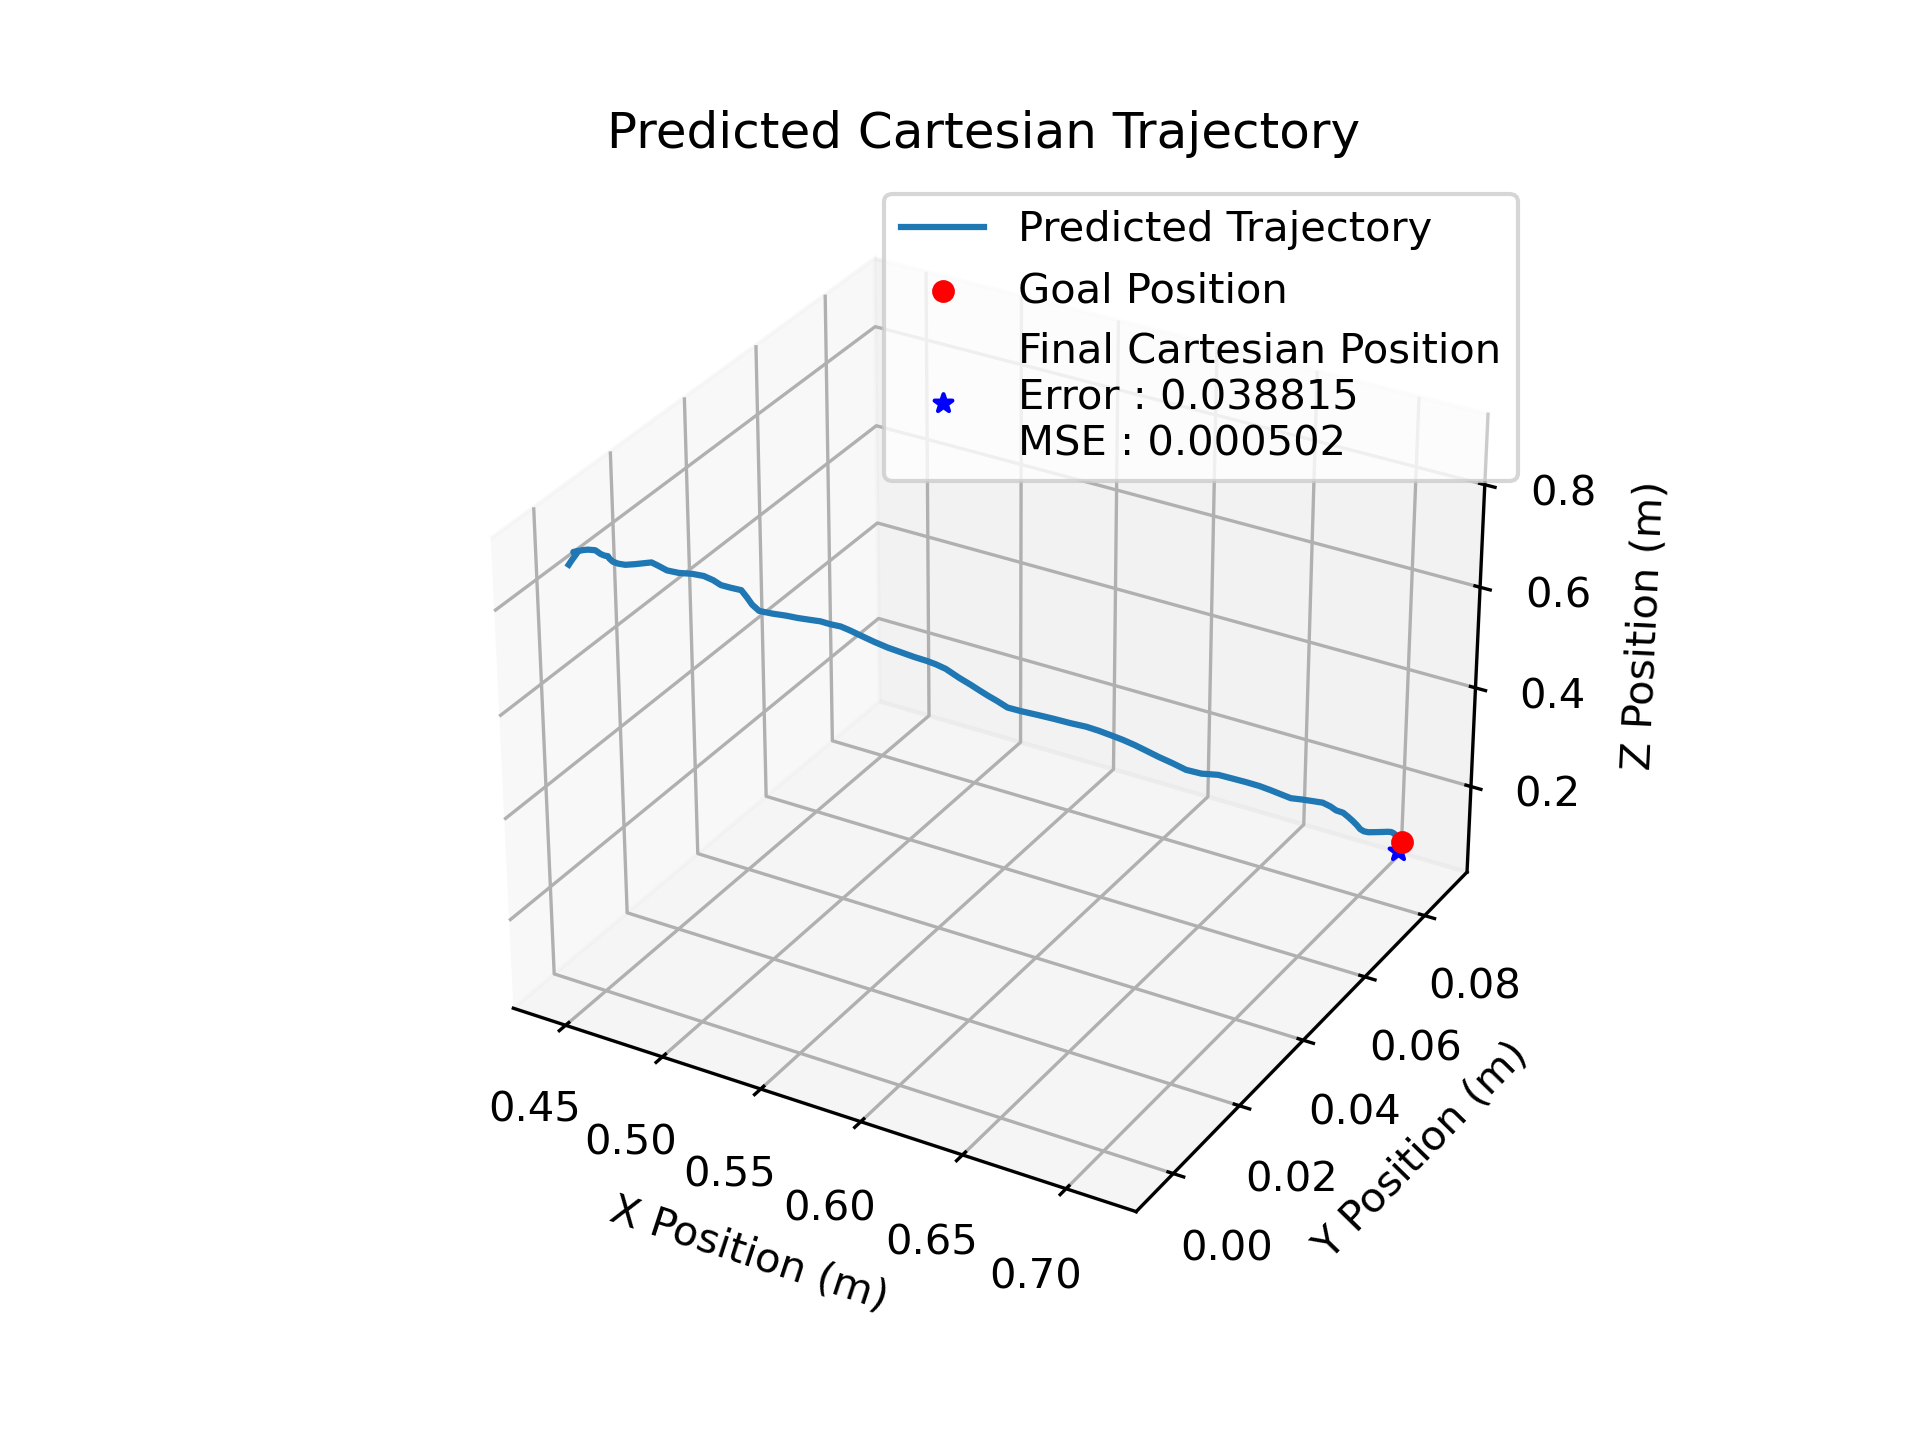 Predicted Cartesian Trajectory
Predicted Trajectory
Goal Position
Final Cartesian Position
Error : 0.038815
MSE : 0.000502
0.8
0.6
0.4
0.2
Z Position (m)
0.08
0.06
0.04
0.02
0.00
Y Position (m)
0.45
0.50
0.55
0.60
0.65
0.70
X Position (m)